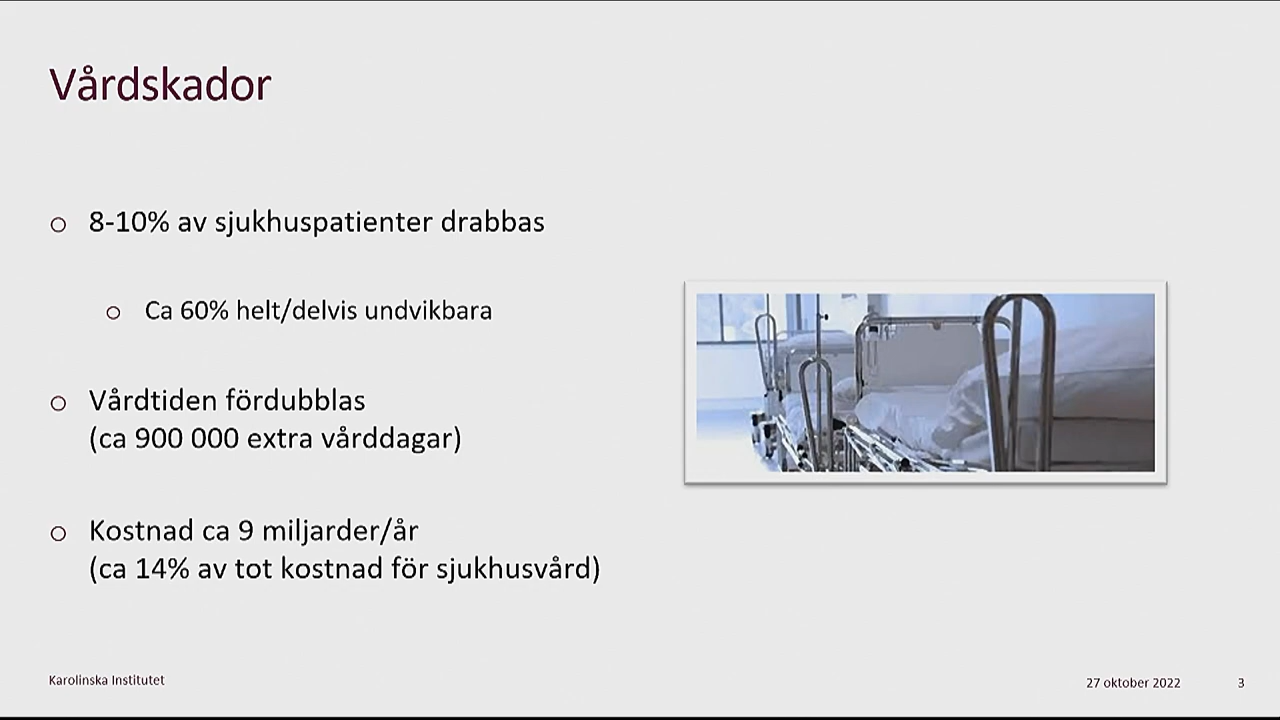 Vårdskador
8-10% av sjukhuspatienter drabbas
Ca 60% helt/delvis undvikbara
Vårdtiden fördubblas
(ca 900 000 extra vårddagar)
Kostnad ca 9 miljarder/år
(ca 14% av tot kostnad för sjukhusvård)
Karolinska Institutet
27 oktober 2022
3